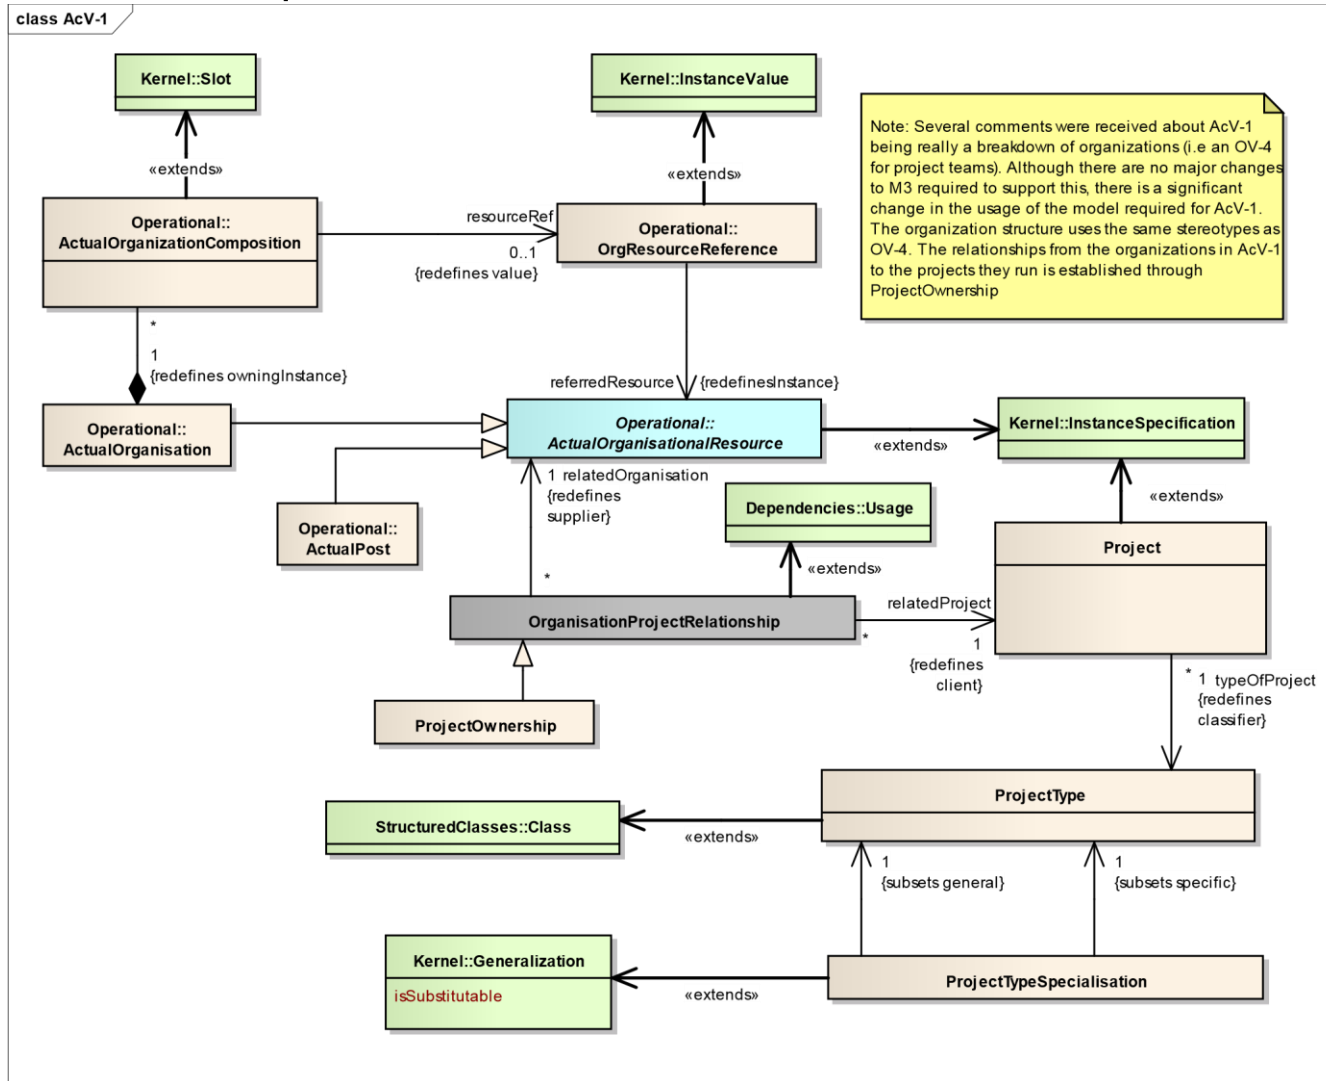 class AcV-1
Kernel::Slot
Kernel::InstanceValue
Note: Several comments were received about AcV-1
being really a breakdown of organizations (i.e an OV-4
for project teams). Although there are no major changes
to M3 required to support this, there is a significant
change in the usage of the model required for AcV-1.
The organization structure uses the same stereotypes as
OV-4. The relationships from the organizations in AcV-1
to the projects they run is established through
ProjectOwnership
«extends»
«extends»
Operational::
ActualOrganizationComposition
resourceRef
0..1
{redefines value}
Operational::
OrgResourceReference
*
1
{redefines owningInstance}
referredResource
{redefinesInstance}
Operational::
ActualOrganisation
Operational::
ActualOrganisationalResource
«extends»
Kernel::InstanceSpecification
1 relatedOrganisation
{redefines
supplier}
*
Operational::
ActualPost
Dependencies::Usage
«extends»
«extends»
Project
OrganisationProjectRelationship
relatedProject
*
1
{redefines
client}
ProjectOwnership
*
1 typeOfProject
{redefines
classifier}
ProjectType
StructuredClasses::Class
«extends»
1
{subsets general}
1
{subsets specific}
Kernel::Generalization
isSubstitutable
«extends»
ProjectTypeSpecialisation